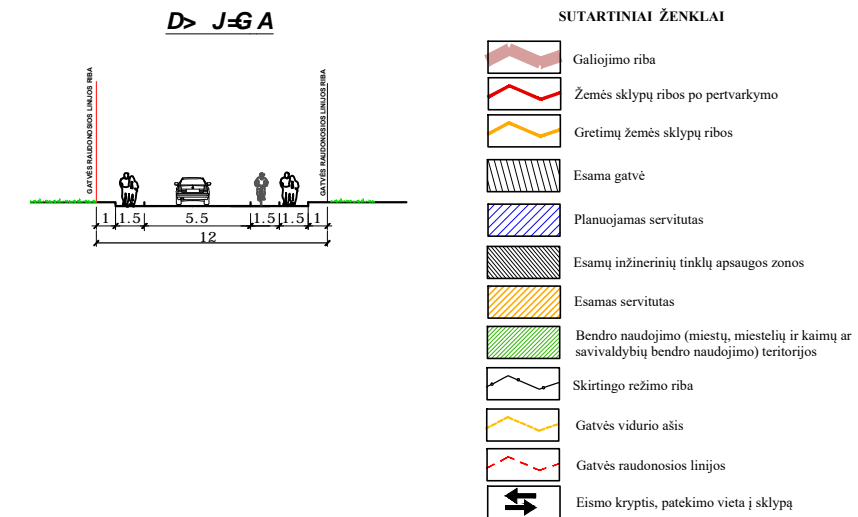 D> J=G A
GATVĖS RAUDONOSIOS LINIJOS RIBA
GATVĖS RAUDONOSIOS LINIJOS RIBA
1 1.5 5.5 1.5 1.5 1
12
SUTARTINIAI ŽENKLAI
Galiojimo riba
Žemės sklypų ribos po pertvarkymo
Gretimų žemės sklypų ribos
Esama gatvė
Planuojamas servitutas
Esamų inžinerinių tinklų apsaugos zonos
Esamas servitutas
Bendro naudojimo (miestų, miestelių ir kaimų ar
savivaldybių bendro naudojimo) teritorijos
Skirtingo režimo riba
Gatvės vidurio ašis
Gatvės raudonosios linijos
Eismo kryptis, patekimo vieta į sklypą